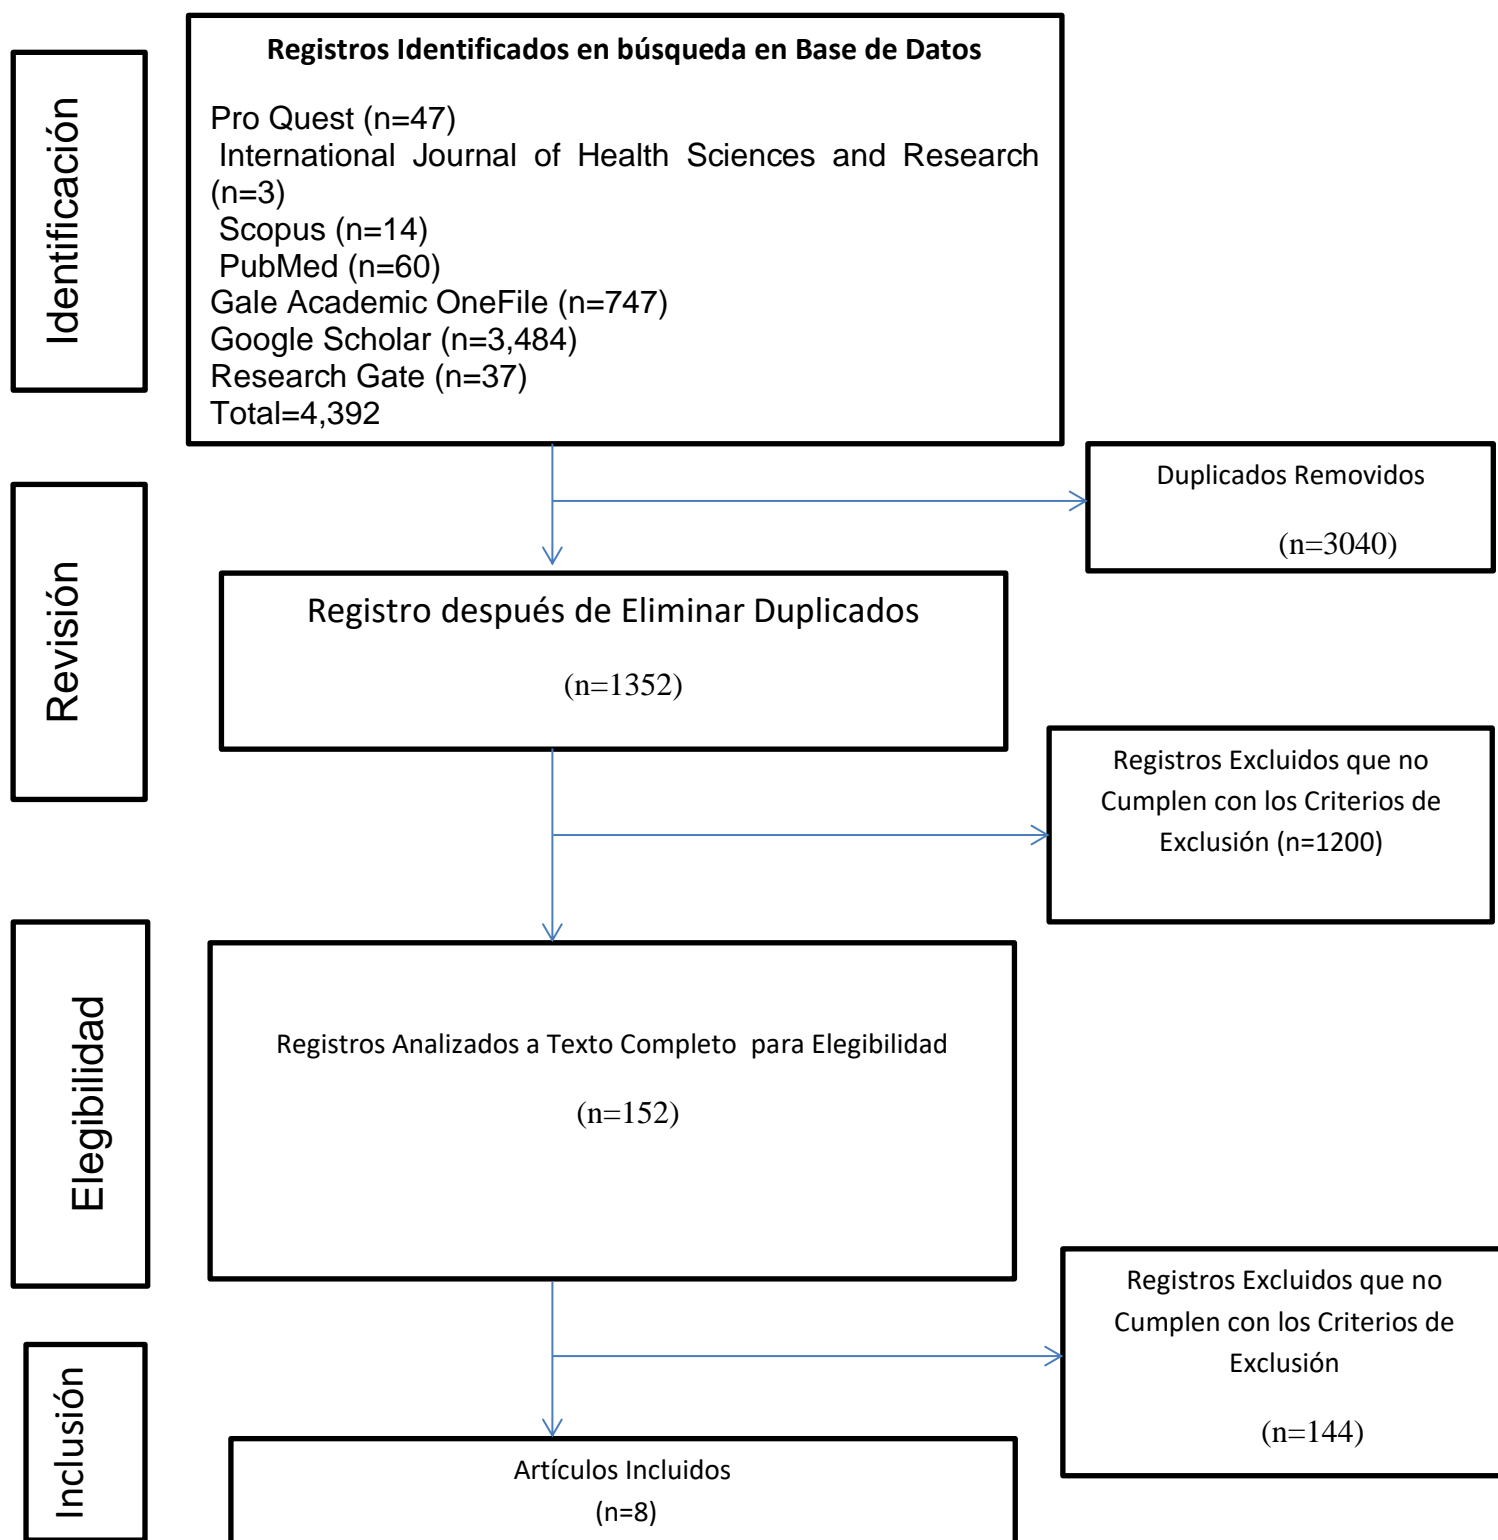 Identificación
Registros Identificados en búsqueda en Base de Datos
Pro Quest (n=47)
International Journal of Health Sciences and Research
(n=3)
Scopus (n=14)
PubMed (n=60)
Gale Academic OneFile (n=747)
Google Scholar (n=3,484)
Research Gate (n=37)
Total=4,392
Duplicados Removidos
(n=3040)
Revisión
Registro después de Eliminar Duplicados
(n=1352)
Registros Excluidos que no
Cumplen con los Criterios de
Exclusión (n=1200)
Elegibilidad
Registros Analizados a Texto Completo  para Elegibilidad
(n=152)
Registros Excluidos que no
Cumplen con los Criterios de
Exclusión
(n=144)
Inclusión
Artículos Incluidos
(n=8)